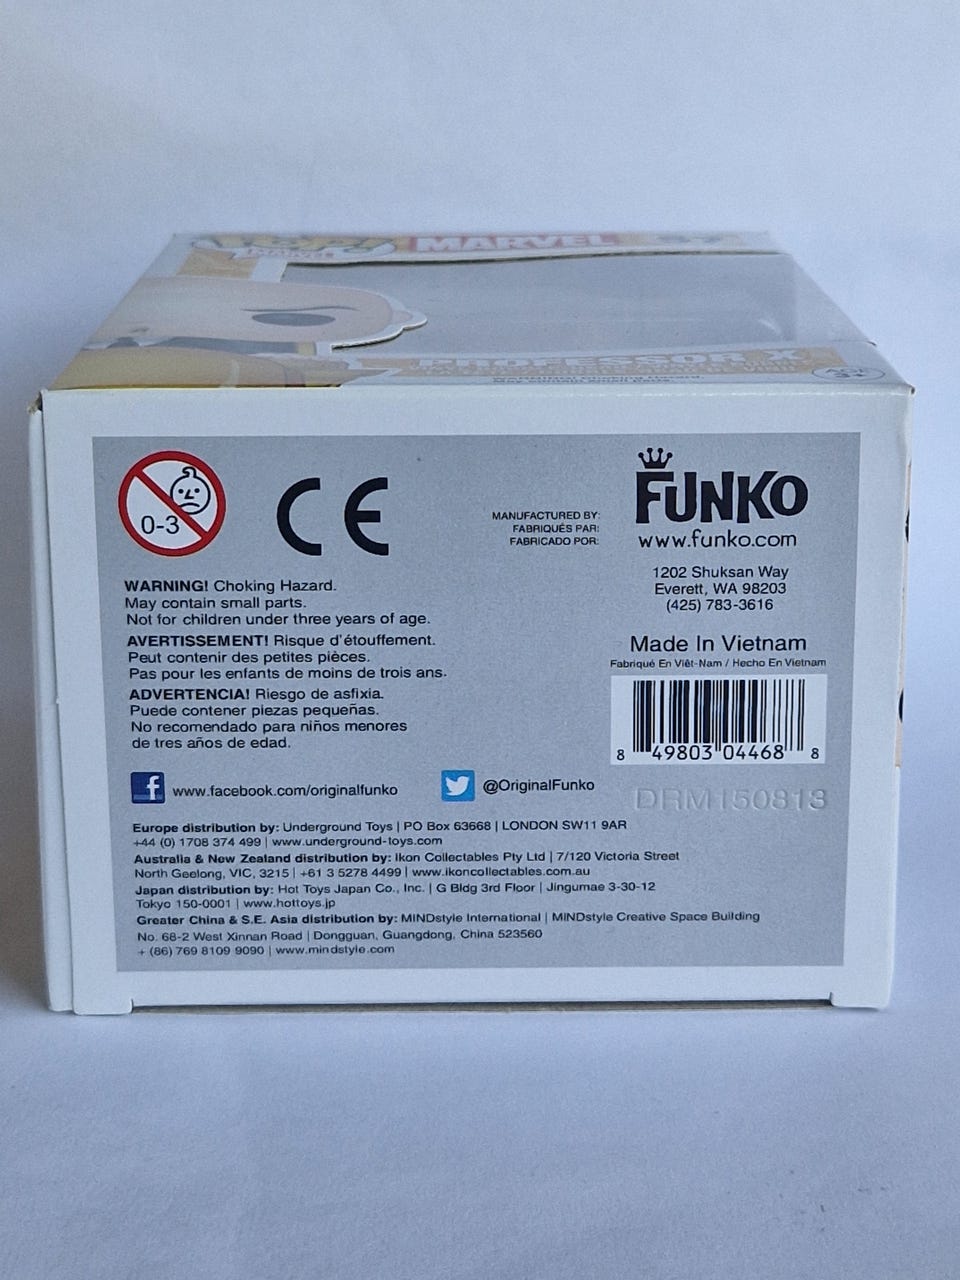 POP!
MARVEL
97
PROFESSOR X
AGE
3+
0-3
CE
MANUFACTURED BY:
FABRIQUÉS PAR:
FABRICADO POR:
FUNKO
www.funko.com
1202 Shuksan Way
Everett, WA 98203
(425) 783-3616
WARNING! Choking Hazard.
May contain small parts.
Not for children under three years of age.
AVERTISSEMENT! Risque d'étouffement.
Peut contenir des petites pièces.
Pas pour les enfants de moins de trois ans.
ADVERTENCIA! Riesgo de asfixia.
Puede contener piezas pequeñas.
No recomendado para niños menores
de tres años de edad.
Made In Vietnam
Fabriqué En Viêt-Nam / Hecho En Vietnam
8 49803 04468 8
www.facebook.com/originalfunko
@OriginalFunko
DRM150813
Europe distribution by: Underground Toys | PO Box 63668 | LONDON SW11 9AR
+44 (0) 1708 374 499 | www.underground-toys.com
Australia & New Zealand distribution by: Ikon Collectables Pty Ltd | 7/120 Victoria Street
North Geelong, VIC, 3215 | +61 3 5278 4499 | www.ikoncollectables.com.au
Japan distribution by: Hot Toys Japan Co., Inc. | G Bldg 3rd Floor | Jingumae 3-30-12
Tokyo 150-0001 | www.hottoys.jp
Greater China & S.E. Asia distribution by: MINDstyle International | MINDstyle Creative Space Building
No. 68-2 West Xinnan Road | Dongguan, Guangdong, China 523560
+ (86) 769 8109 9090 | www.mindstyle.com